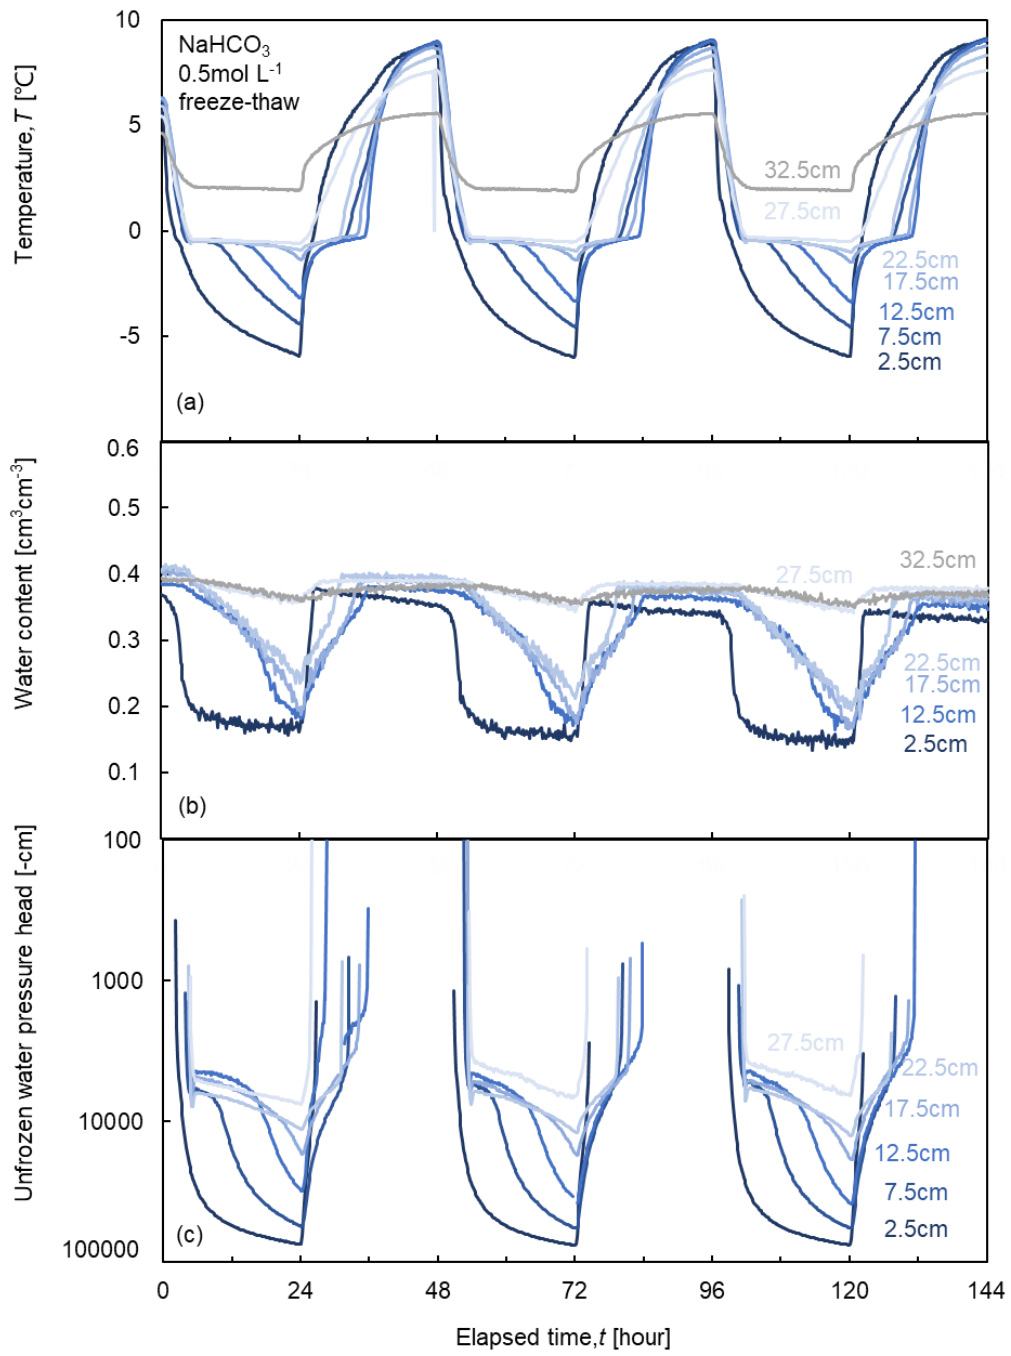 NaHCO3
0.5mol L-1
freeze-thaw
Temperature, T [℃]
10
5
0
-5
32.5cm
27.5cm
22.5cm
17.5cm
12.5cm
7.5cm
2.5cm
(a)
Water content [cm3cm-3]
0.6
0.5
0.4
0.3
0.2
0.1
32.5cm
27.5cm
22.5cm
17.5cm
12.5cm
2.5cm
(b)
Unfrozen water pressure head [-cm]
100
1000
10000
100000
27.5cm
22.5cm
17.5cm
12.5cm
7.5cm
2.5cm
(c)
0 24 48 72 96 120 144
Elapsed time, t [hour]